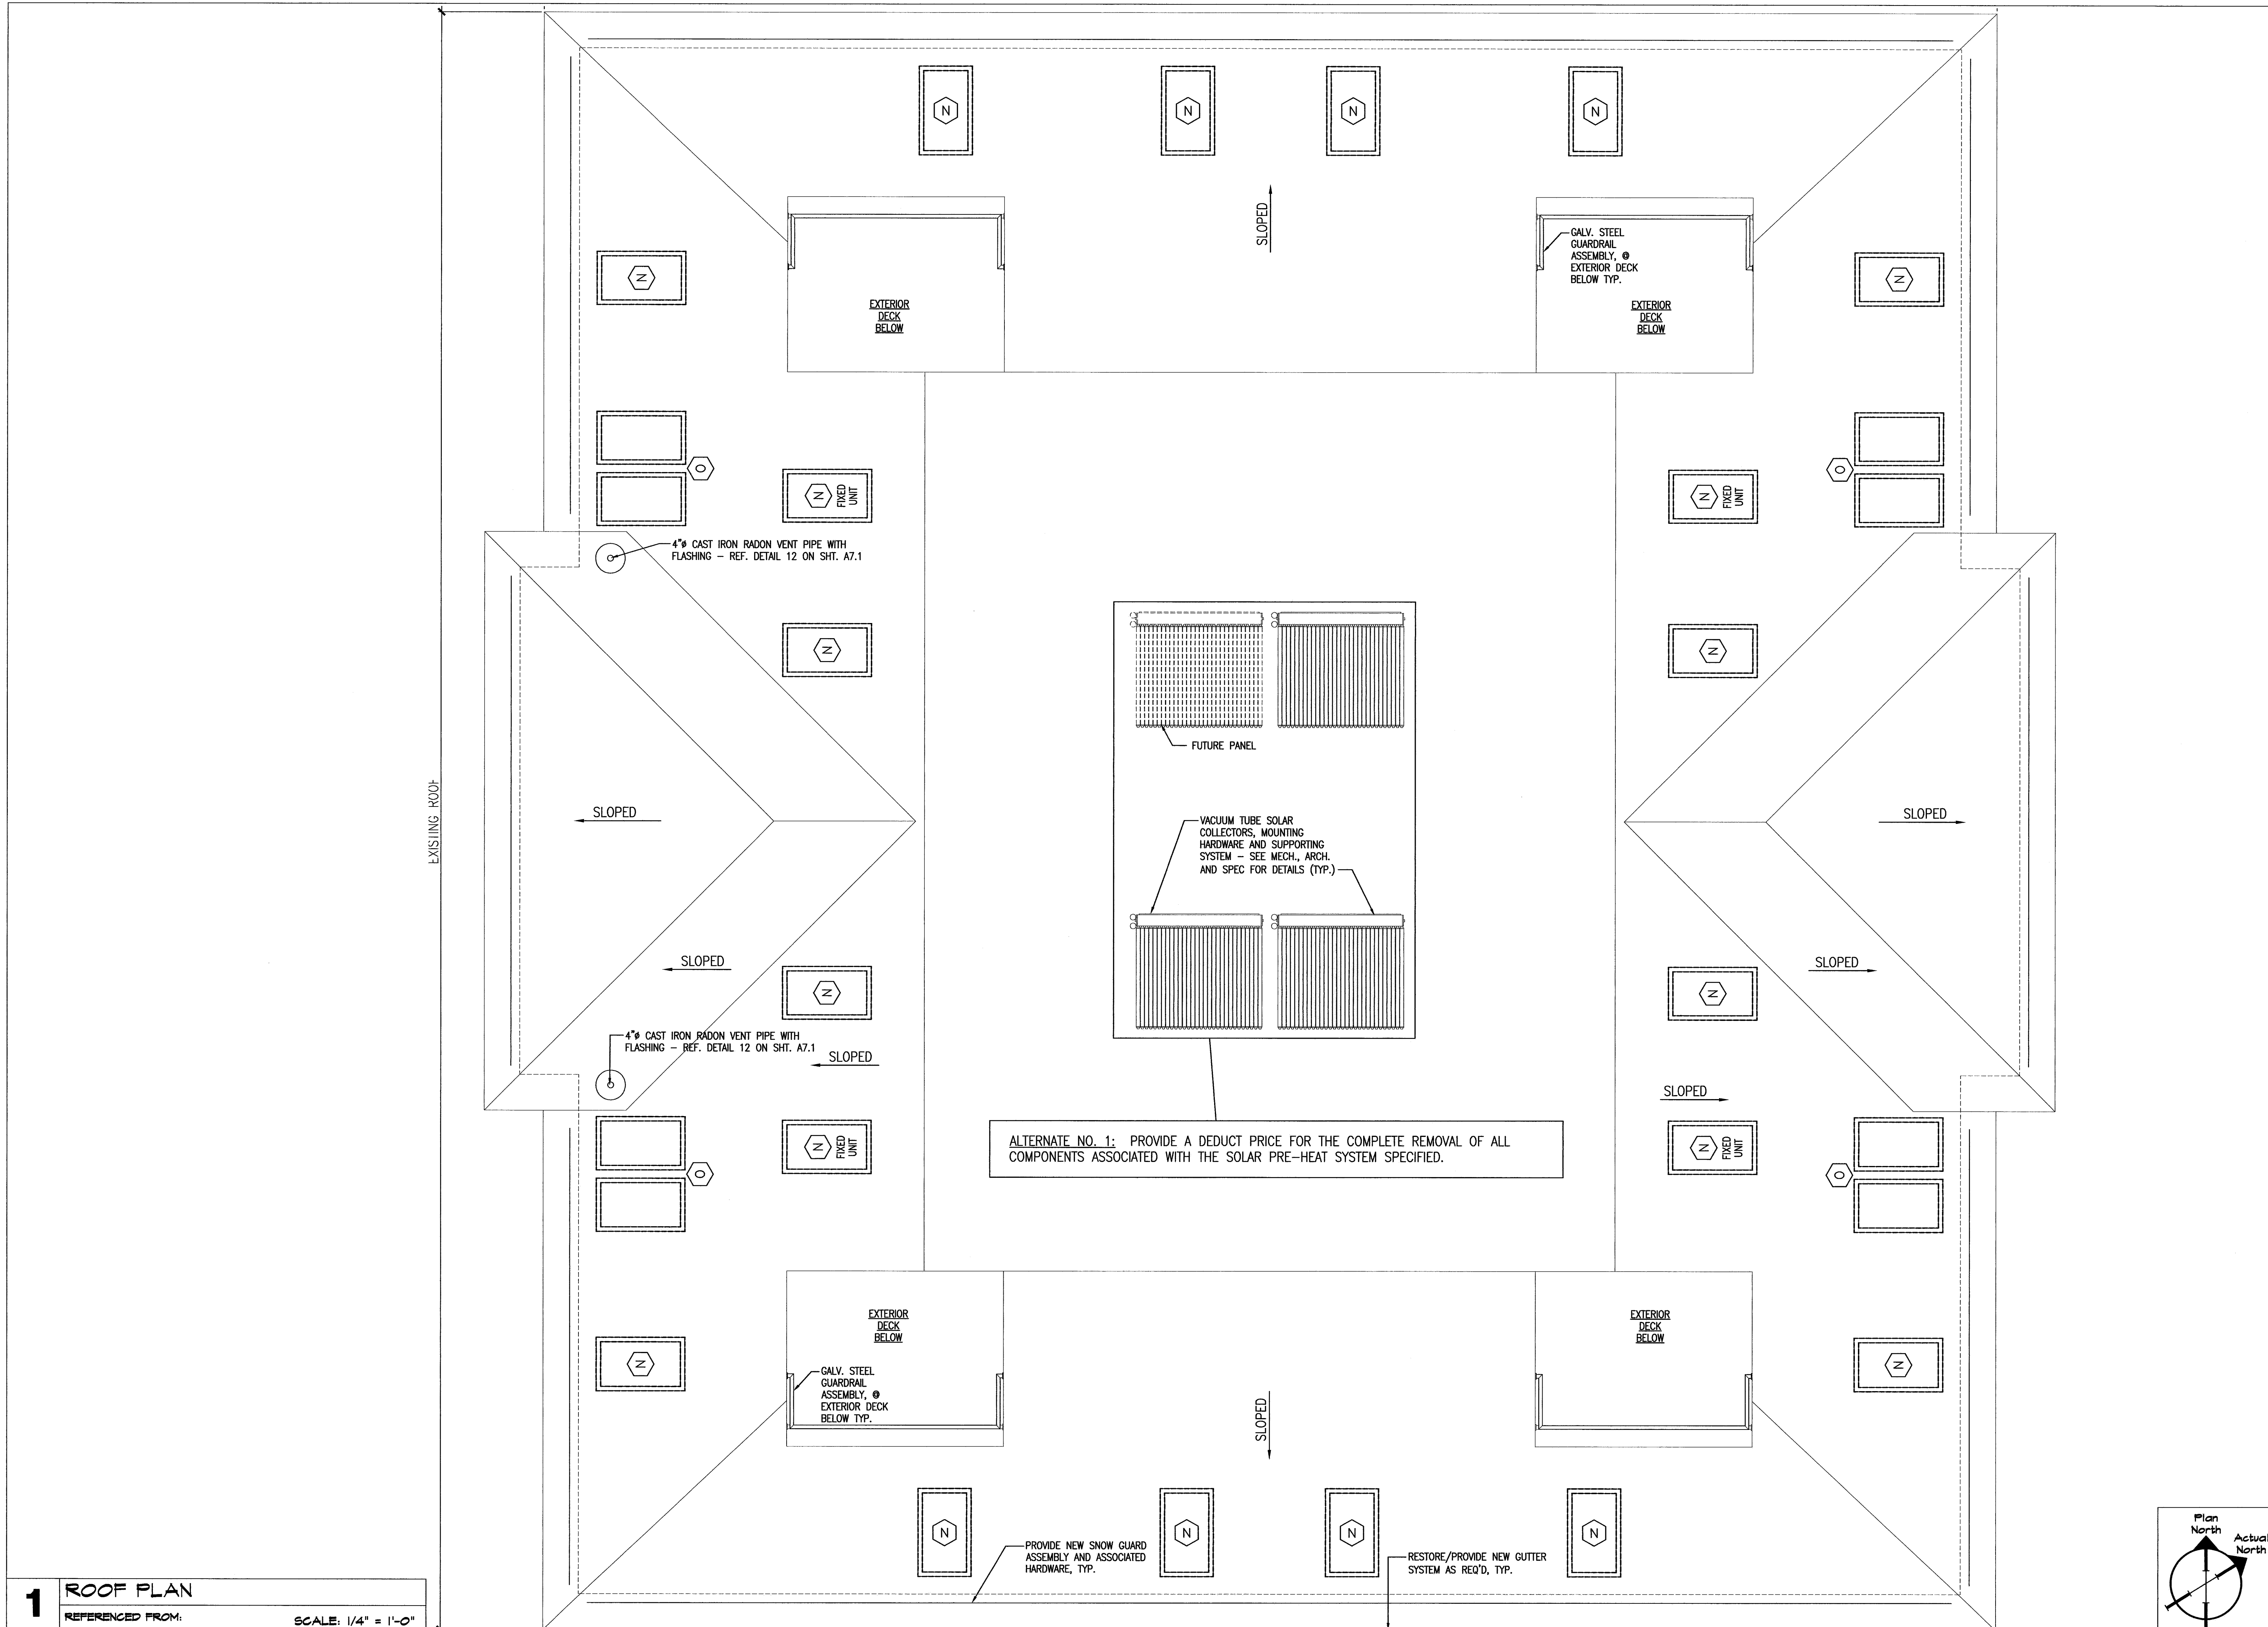 N
N
N
N
SLOPED
GALV. STEEL
GUARDRAIL
ASSEMBLY, @
EXTERIOR DECK
BELOW TYP.
N
N
EXTERIOR
DECK
BELOW
EXTERIOR
DECK
BELOW
O
O
N
FIXED
UNIT
N
FIXED
UNIT
4"ø CAST IRON RADON VENT PIPE WITH
FLASHING – REF. DETAIL 12 ON SHT. A7.1
N
N
FUTURE PANEL
EXISTING ROOF
SLOPED
VACUUM TUBE SOLAR
COLLECTORS, MOUNTING
HARDWARE AND SUPPORTING
SYSTEM – SEE MECH., ARCH.
AND SPEC FOR DETAILS (TYP.)
SLOPED
SLOPED
SLOPED
N
N
4"ø CAST IRON RADON VENT PIPE WITH
FLASHING – REF. DETAIL 12 ON SHT. A7.1
SLOPED
SLOPED
N
FIXED
UNIT
ALTERNATE NO. 1: PROVIDE A DEDUCT PRICE FOR THE COMPLETE REMOVAL OF ALL
COMPONENTS ASSOCIATED WITH THE SOLAR PRE–HEAT SYSTEM SPECIFIED.
N
FIXED
UNIT
O
O
EXTERIOR
DECK
BELOW
EXTERIOR
DECK
BELOW
N
N
GALV. STEEL
GUARDRAIL
ASSEMBLY, @
EXTERIOR DECK
BELOW TYP.
SLOPED
N
N
N
N
PROVIDE NEW SNOW GUARD
ASSEMBLY AND ASSOCIATED
HARDWARE, TYP.
RESTORE/PROVIDE NEW GUTTER
SYSTEM AS REQ'D, TYP.
Plan
North
Actual
North
1
ROOF PLAN
REFERENCED FROM:
SCALE: 1/4" = 1'-0"